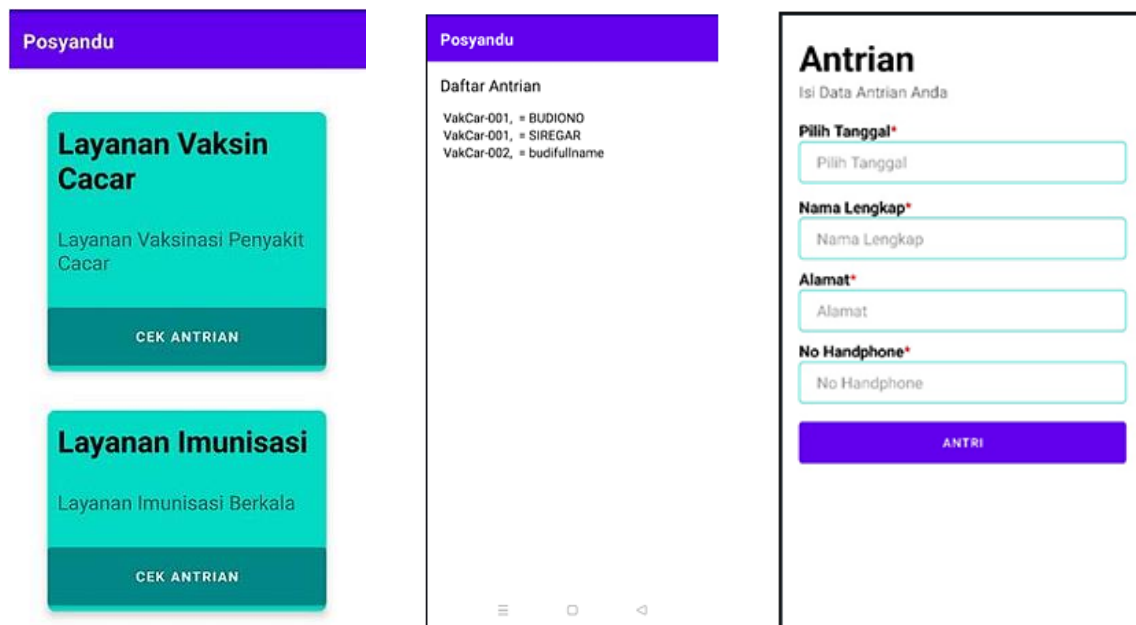 Posyandu
Layanan Vaksin
Cacar
Layanan Vaksinasi Penyakit
Cacar
CEK ANTRIAN
Layanan Imunisasi
Layanan Imunisasi Berkala
CEK ANTRIAN
Posyandu
Daftar Antrian
VakCar-001, = BUDIONO
VakCar-001, = SIREGAR
VakCar-002, = budifullname
Antrian
Isi Data Antrian Anda
Pilih Tanggal*
Pilih Tanggal
Nama Lengkap*
Nama Lengkap
Alamat*
Alamat
No Handphone*
No Handphone
ANTRI